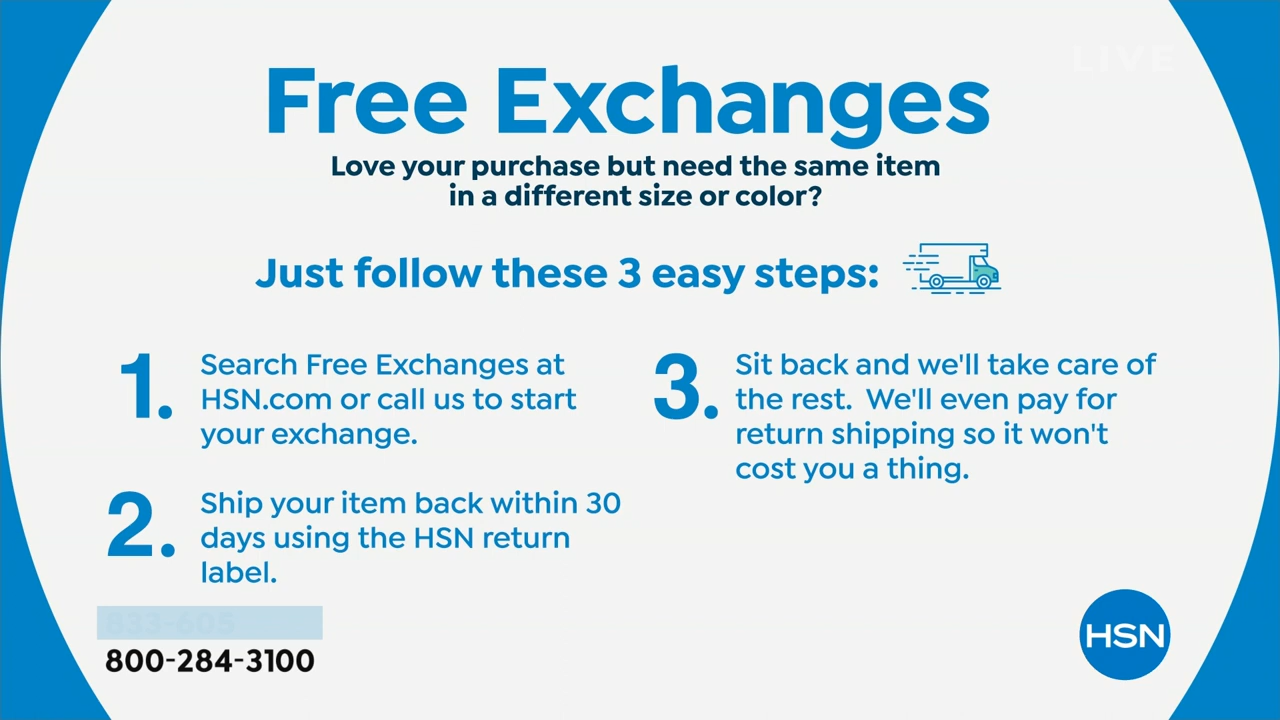 LIVE
Free Exchanges
Love your purchase but need the same item
in a different size or color?
Just follow these 3 easy steps:
1. Search Free Exchanges at
HSN.com or call us to start
your exchange.
2. Ship your item back within 30
days using the HSN return
label.
3. Sit back and we'll take care of
the rest. We'll even pay for
return shipping so it won't
cost you a thing.
833-605
800-284-3100
HSN